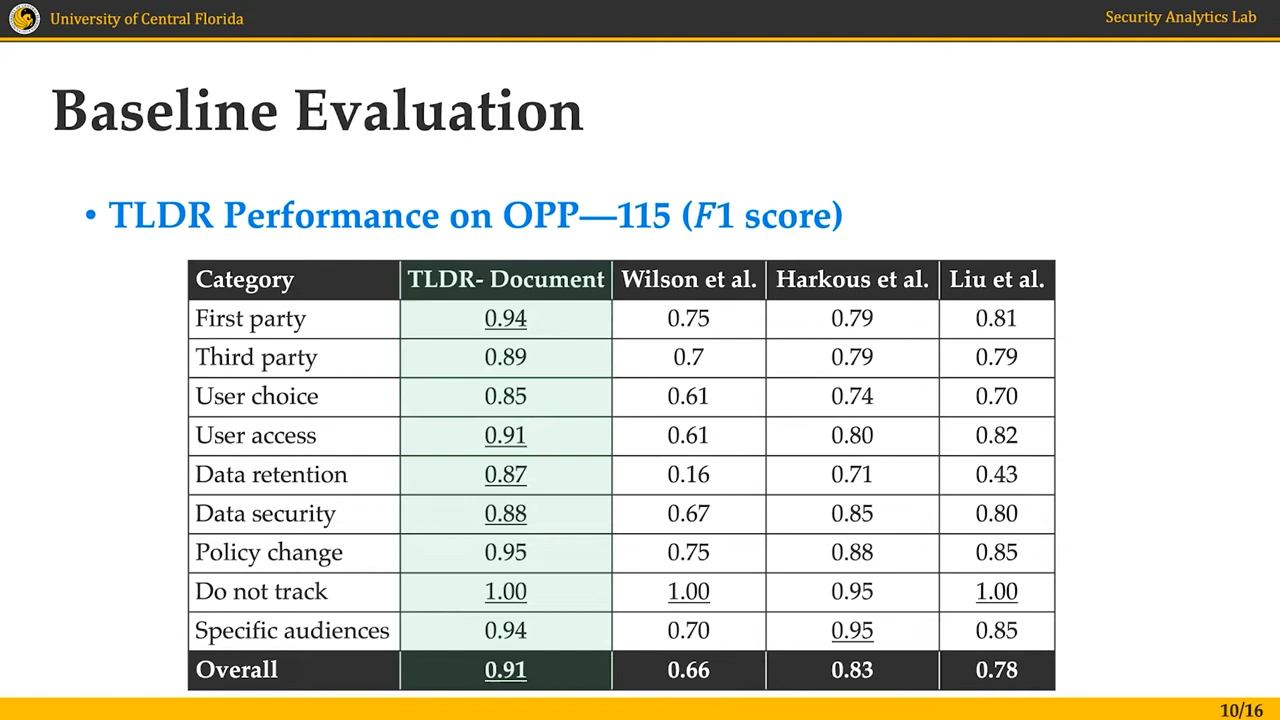 University of Central Florida
Security Analytics Lab
Baseline Evaluation
• TLDR Performance on OPP—115 (F1 score)
Category TLDR- Document Wilson et al. Harkous et al. Liu et al.
First party 0.94 0.75 0.79 0.81
Third party 0.89 0.7 0.79 0.79
User choice 0.85 0.61 0.74 0.70
User access 0.91 0.61 0.80 0.82
Data retention 0.87 0.16 0.71 0.43
Data security 0.88 0.67 0.85 0.80
Policy change 0.95 0.75 0.88 0.85
Do not track 1.00 1.00 0.95 1.00
Specific audiences 0.94 0.70 0.95 0.85
Overall 0.91 0.66 0.83 0.78
10/16